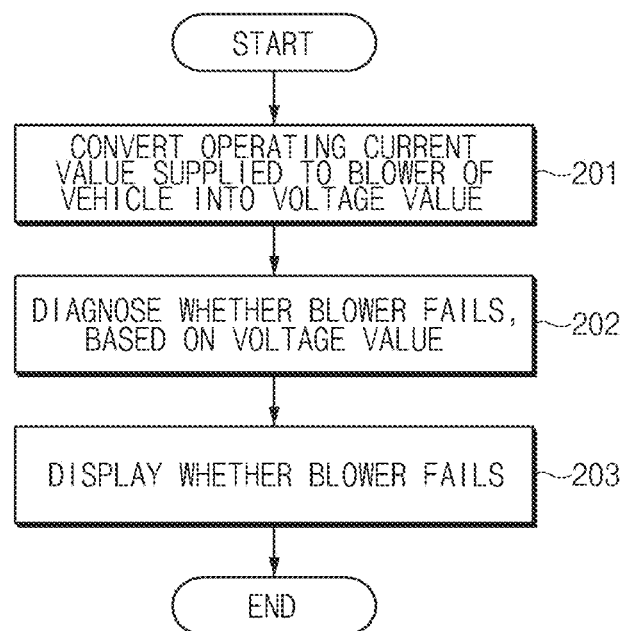 START
CONVERT OPERATING CURRENT
VALUE SUPPLIED TO BLOWER OF
VEHICLE INTO VOLTAGE VALUE
201
DIAGNOSE WHETHER BLOWER FAILS,
BASED ON VOLTAGE VALUE
202
DISPLAY WHETHER BLOWER FAILS
203
END